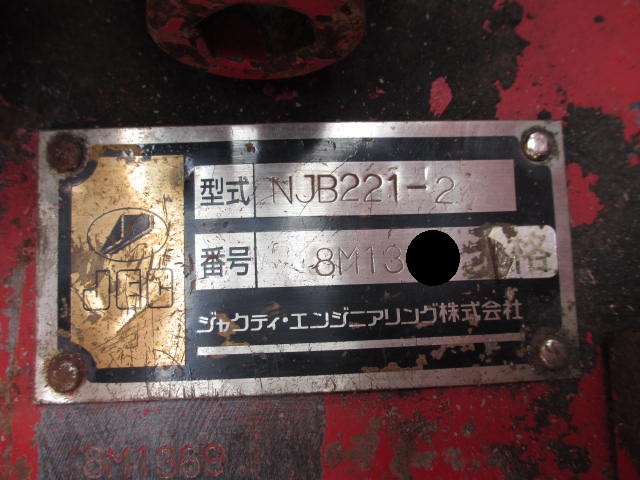 型式 NJB221-2
番号 8M13 格
JEC
ジャクティ・エンジニアリング株式会社
8M1369